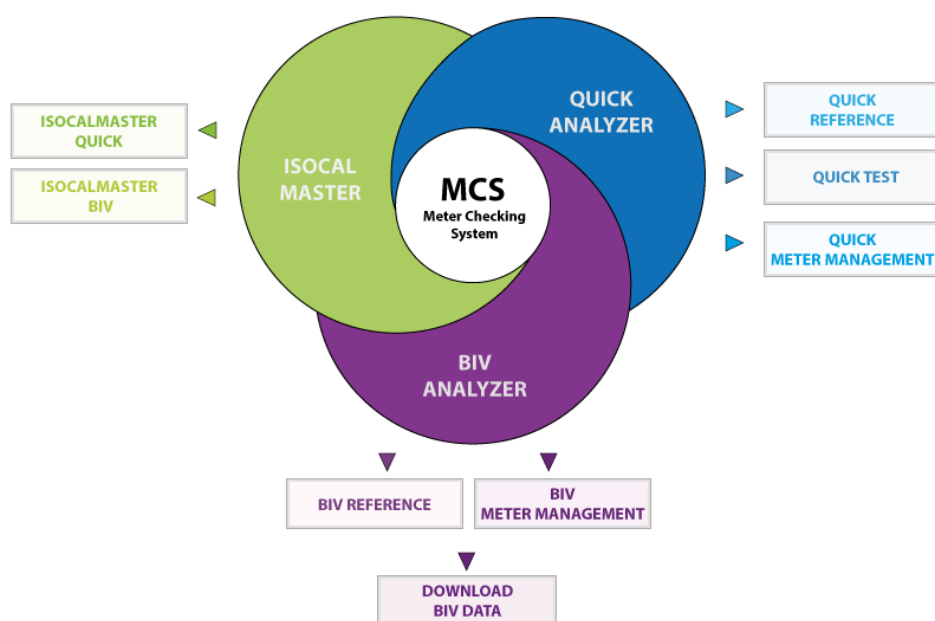 QUICK
ANALYZER
ISOCAL
MASTER
MCS
Meter Checking
System
BIV
ANALYZER
ISOCALMASTER
QUICK
ISOCALMASTER
BIV
QUICK
REFERENCE
QUICK TEST
QUICK
METER MANAGEMENT
BIV REFERENCE
BIV
METER MANAGEMENT
DOWNLOAD
BIV DATA